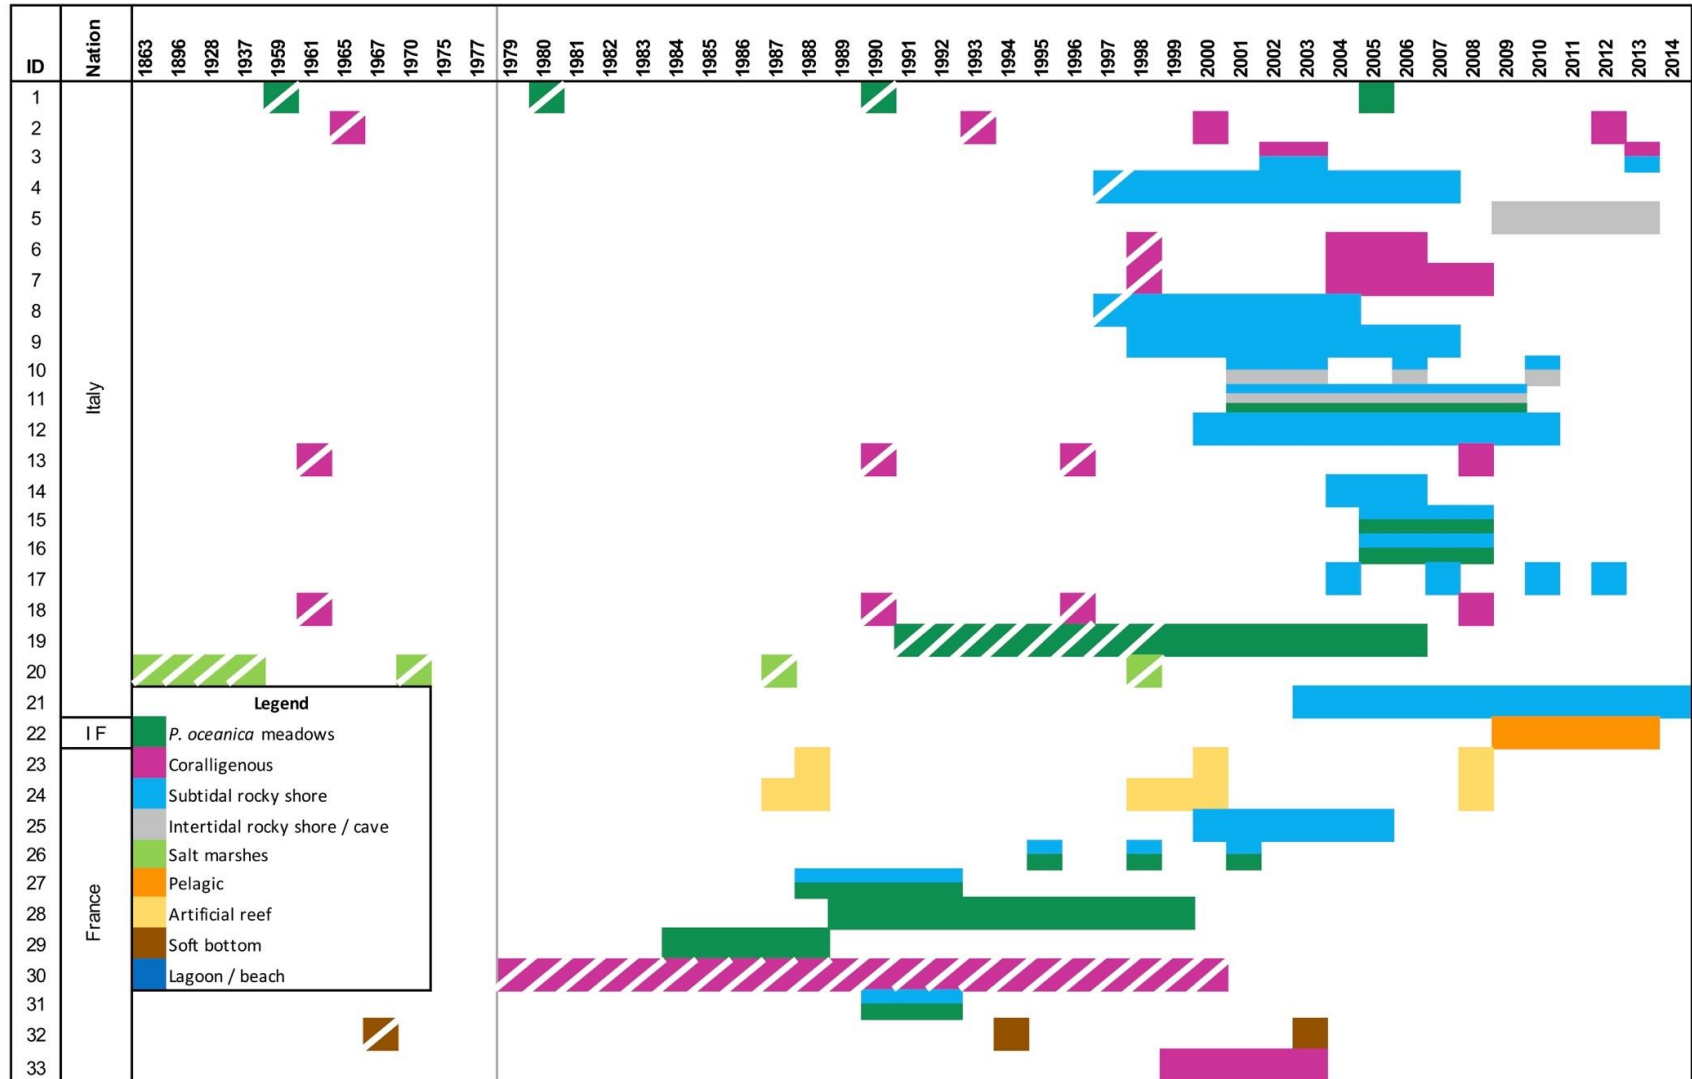 ID Nation 1863 1896 1928 1937 1959 1961 1965 1967 1970 1975 1977 1979 1980 1981 1982 1983 1984 1985 1986 1987 1988 1989 1990 1991 1992 1993 1994 1995 1996 1997 1998 1999 2000 2001 2002 2003 2004 2005 2006 2007 2008 2009 2010 2011 2012 2013 2014
1
2
3
4
5
6
7
8
9
10
Italy
11
12
13
14
15
16
17
18
19
20
21
Legend
22 I F P. oceanica meadows
23 Coralligenous
24 Subtidal rocky shore
25 Intertidal rocky shore / cave
26 Salt marshes
27 Pelagic
France
28 Artificial reef
29 Soft bottom
30 Lagoon / beach
31
32
33